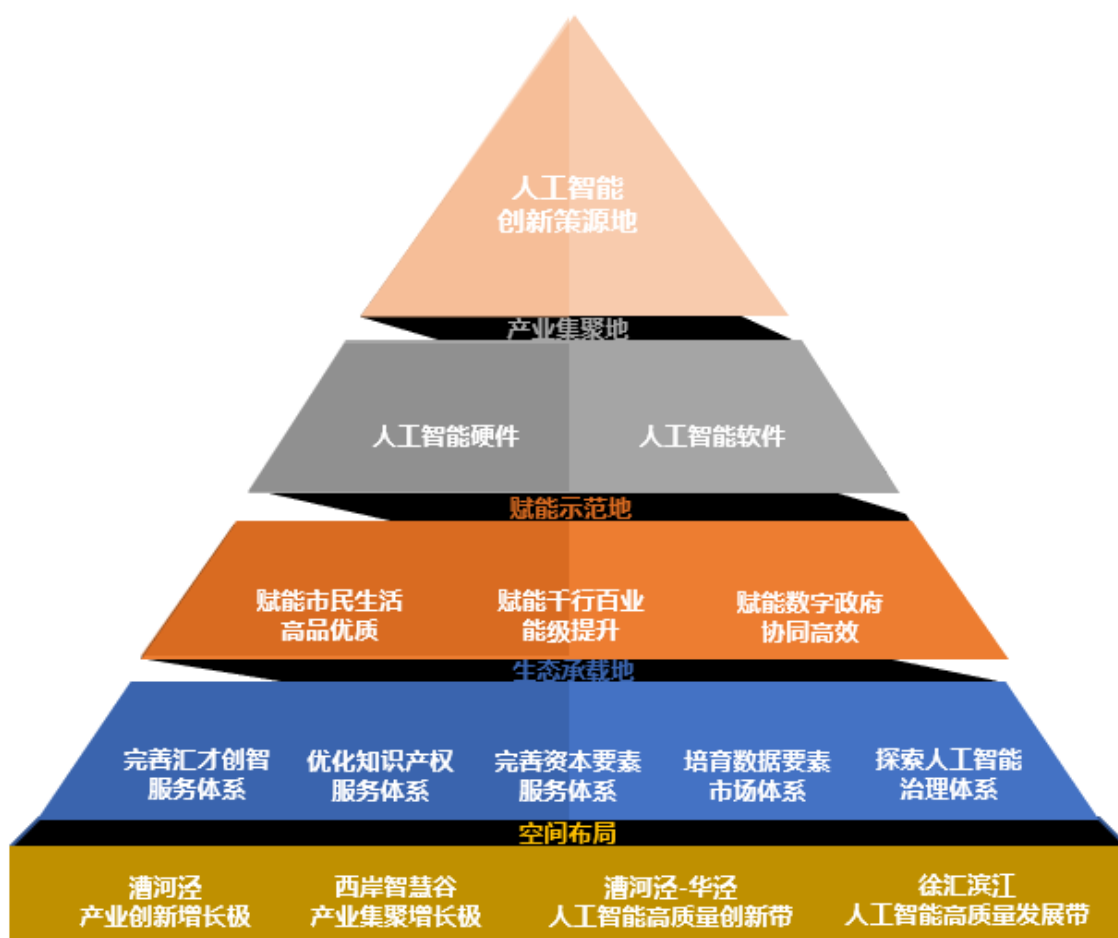 人工智能
创新策源地
产业集聚地
人工智能硬件 人工智能软件
赋能示范地
赋能市民生活 赋能千行百业 赋能数字政府
高品优质 能级提升 协同高效
生态承载地
完善汇才创智 优化知识产权 完善资本要素 培育数据要素 探索人工智能
服务体系 服务体系 服务体系 市场体系 治理体系
空间布局
漕河泾 西岸智慧谷 漕河泾-华泾 徐汇滨江
产业创新增长极 产业集聚增长极 人工智能高质量创新带 人工智能高质量发展带